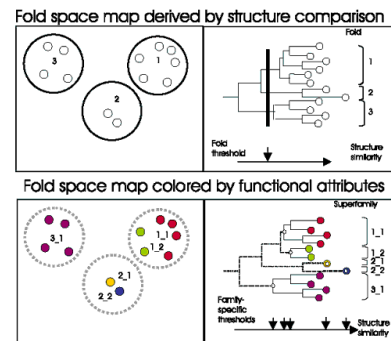 Fold space map derived by structure comparison
3
1
2
Fold
1
2
3
Fold threshold
Structure similarity
Fold space map colored by functional attributes
3_1
1_1
1_2
2_1
2_2
Superfamily
1_1
1_2
2_1
2_2
3_1
Family-
specific
thresholds
Structure
similarity